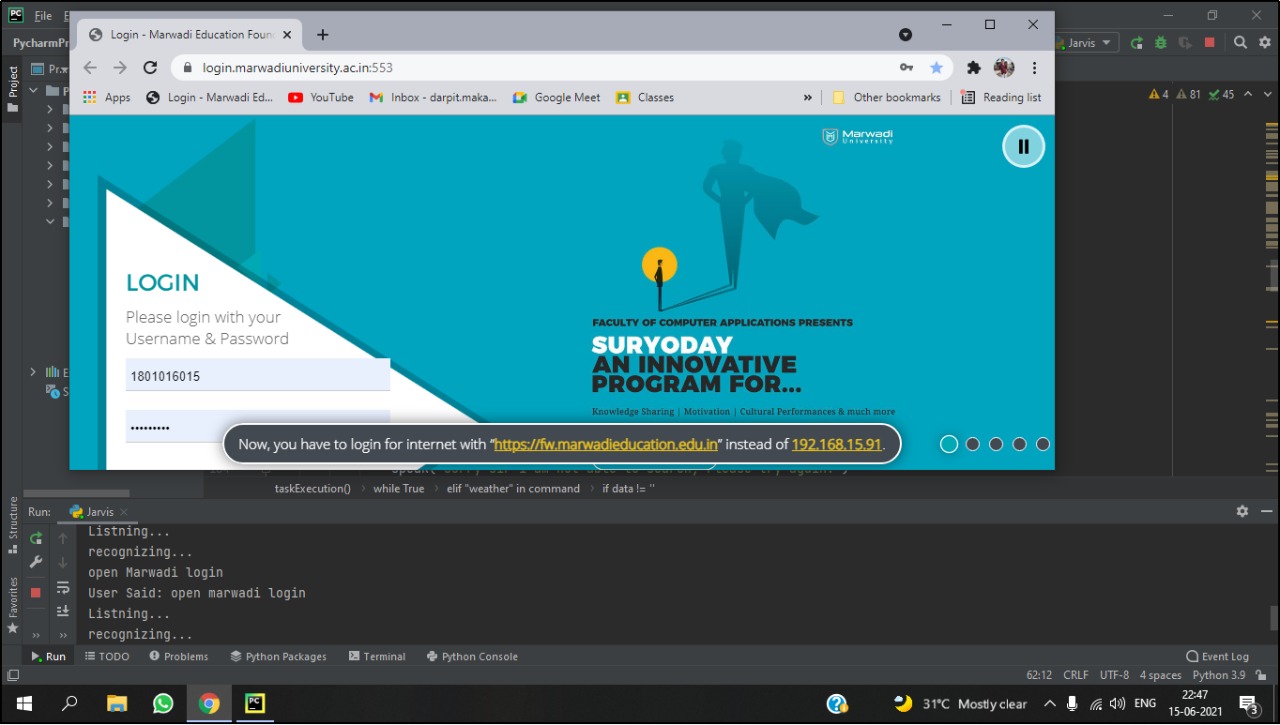 File
Login - Marwadi Education Foun
PycharmPr
Jarvis
login.marwadiuniversity.ac.in:553
Project
Pr...
Apps
Login - Marwadi Ed...
YouTube
Inbox - darpit.maka...
Google Meet
Classes
»
Other bookmarks
Reading list
4
81
45
Marwadi
University
LOGIN
Please login with your
Username & Password
1801016015
•••••••••
FACULTY OF COMPUTER APPLICATIONS PRESENTS
SURYODAY
AN INNOVATIVE
PROGRAM FOR...
Knowledge Sharing | Motivation | Cultural Performances & much more
Now, you have to login for internet with "https://fw.marwadieducation.edu.in" instead of 192.168.15.91.
taskExecution() › while True › elif "weather" in command › if data != ''
Structure
Favorites
Run:
Jarvis
Listning...
recognizing...
open Marwadi login
User Said: open marwadi login
Listning...
recognizing...
Run
TODO
Problems
Python Packages
Terminal
Python Console
Event Log
62:12 CRLF UTF-8 4 spaces Python 3.9
31°C Mostly clear
ENG
22:47
15-06-2021
3